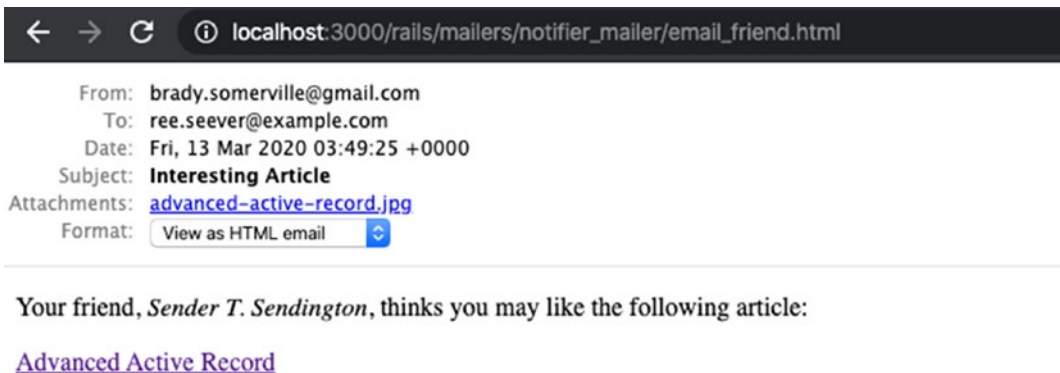 localhost:3000/rails/mailers/notifier_mailer/email_friend.html
From: brady.somerville@gmail.com
To: ree.seever@example.com
Date: Fri, 13 Mar 2020 03:49:25 +0000
Subject: Interesting Article
Attachments: advanced-active-record.jpg
Format: View as HTML email
Your friend, Sender T. Sendington, thinks you may like the following article:
Advanced Active Record